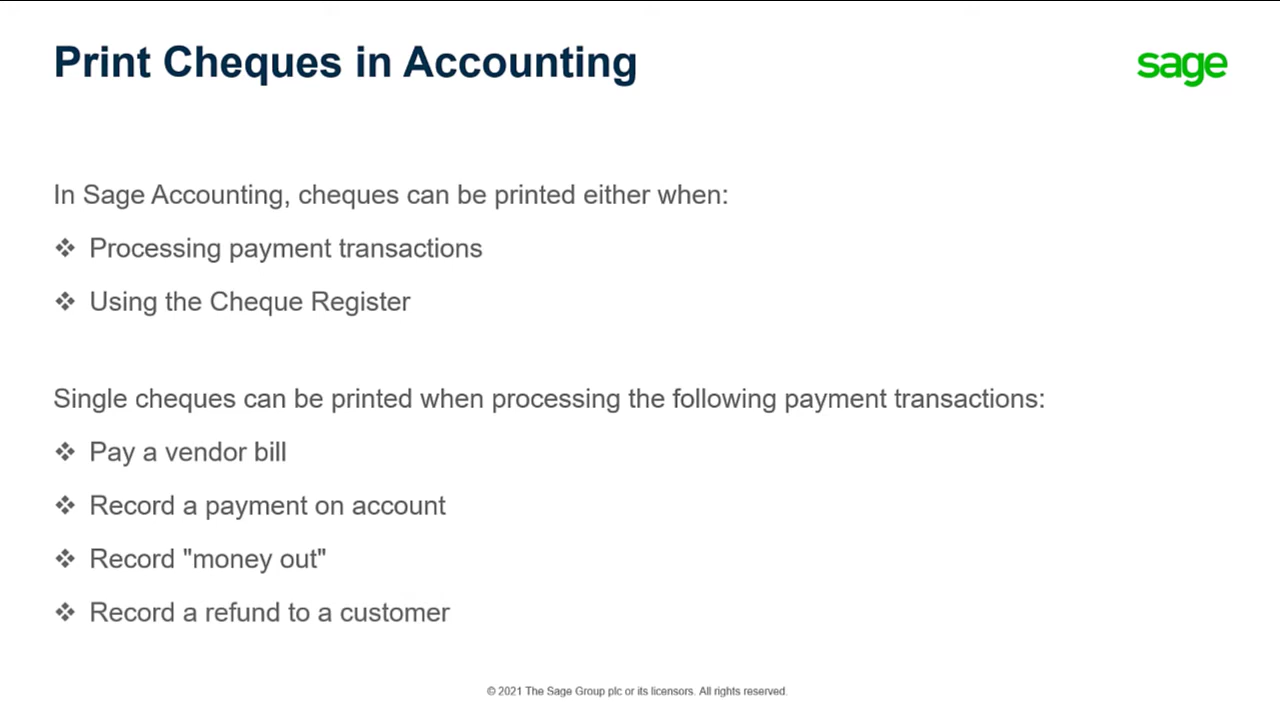 Print Cheques in Accounting
sage
In Sage Accounting, cheques can be printed either when:
❖ Processing payment transactions
❖ Using the Cheque Register
Single cheques can be printed when processing the following payment transactions:
❖ Pay a vendor bill
❖ Record a payment on account
❖ Record "money out"
❖ Record a refund to a customer
© 2021 The Sage Group plc or its licensors. All rights reserved.